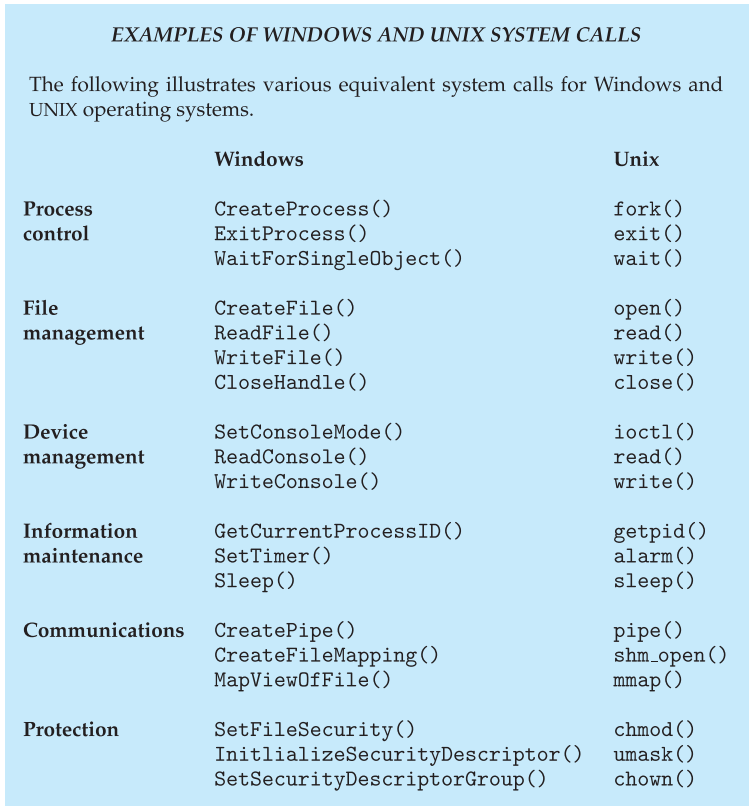 EXAMPLES OF WINDOWS AND UNIX SYSTEM CALLS
The following illustrates various equivalent system calls for Windows and
UNIX operating systems.
Windows Unix
Process CreateProcess() fork()
control ExitProcess() exit()
WaitForSingleObject() wait()
File CreateFile() open()
management ReadFile() read()
WriteFile() write()
CloseHandle() close()
Device SetConsoleMode() ioctl()
management ReadConsole() read()
WriteConsole() write()
Information GetCurrentProcessID() getpid()
maintenance SetTimer() alarm()
Sleep() sleep()
Communications CreatePipe() pipe()
CreateFileMapping() shm_open()
MapViewOfFile() mmap()
Protection SetFileSecurity() chmod()
InitlializeSecurityDescriptor() umask()
SetSecurityDescriptorGroup() chown()